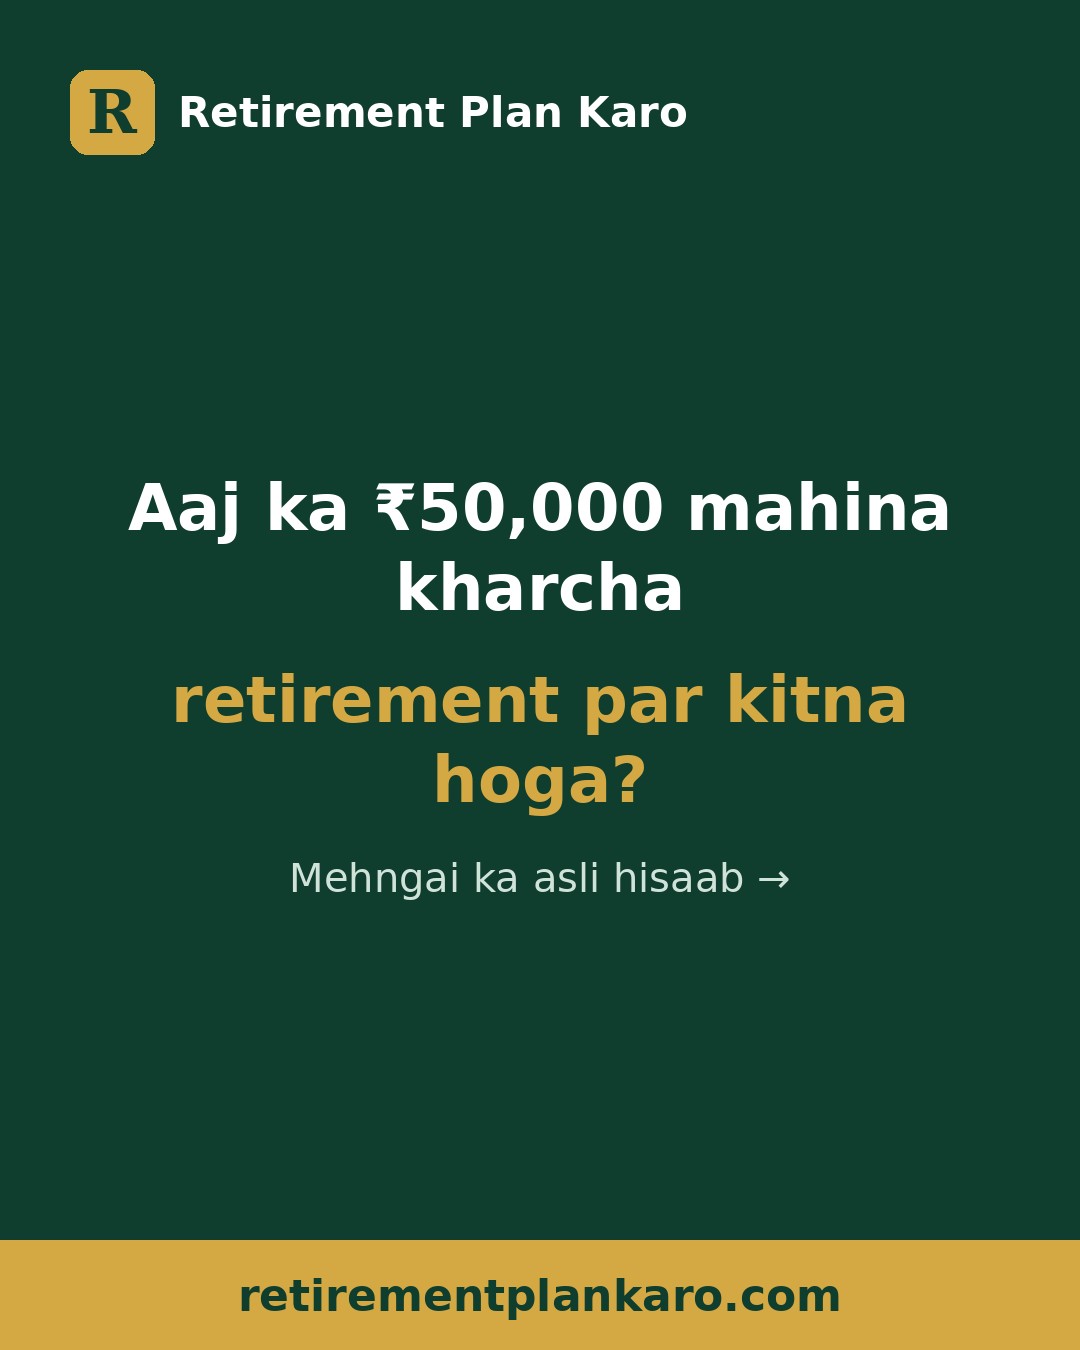 R
Retirement Plan Karo
Aaj ka ₹50,000 mahina
kharcha
retirement par kitna
hoga?
Mehngai ka asli hisaab →
retirementplankaro.com